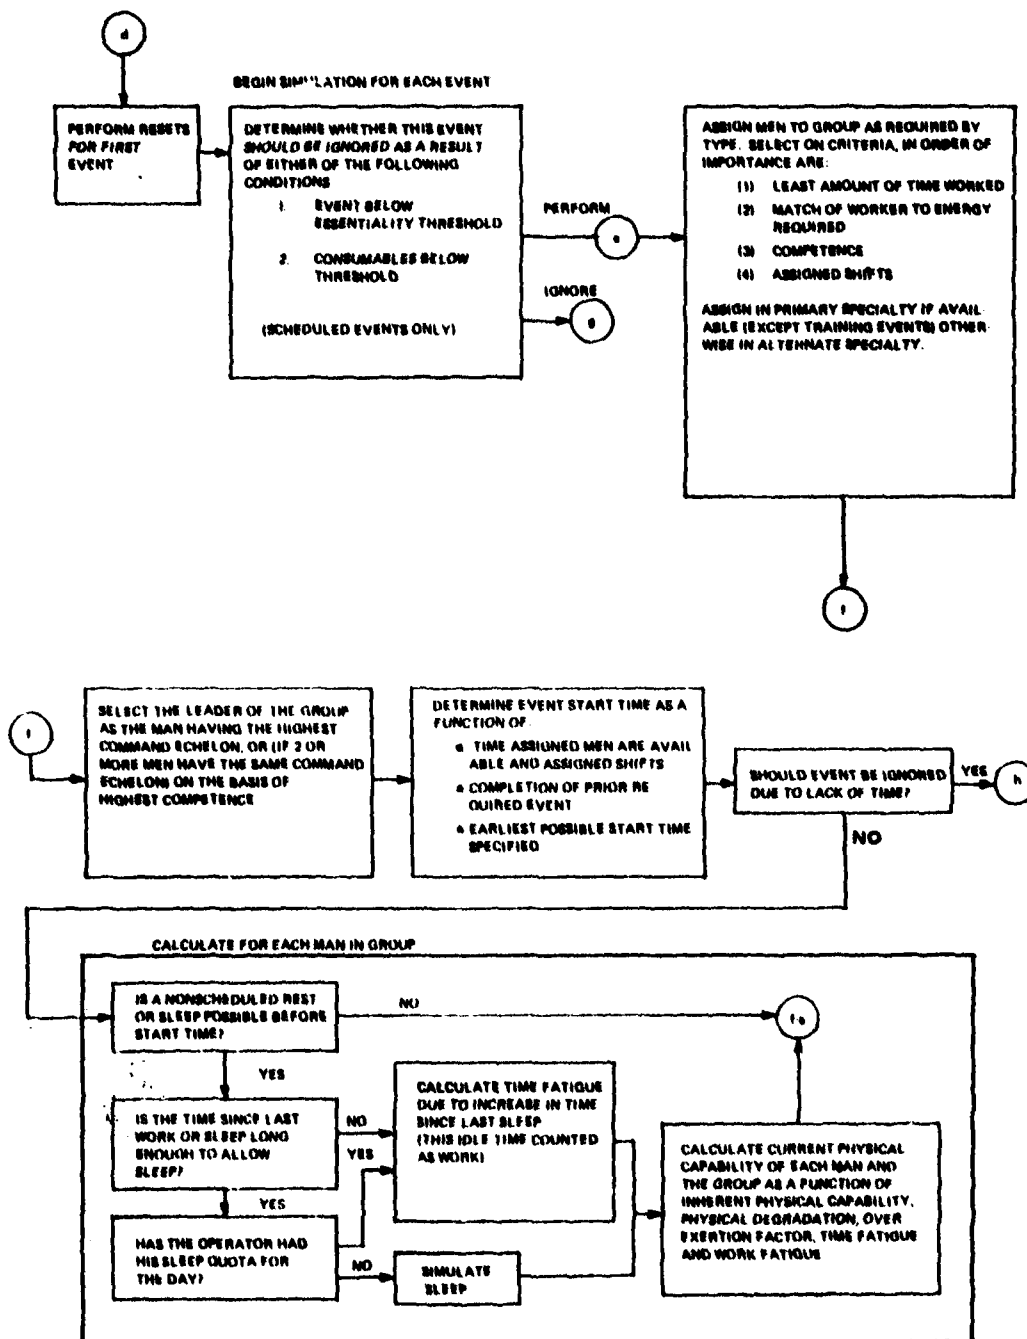 d
BEGIN SIMULATION FOR EACH EVENT
PERFORM RESETS
FOR FIRST
EVENT
DETERMINE WHETHER THIS EVENT
SHOULD BE IGNORED AS A RESULT
OF EITHER OF THE FOLLOWING
CONDITIONS
1. EVENT BELOW
ESSENTIALITY THRESHOLD
2. CONSUMABLES BELOW
THRESHOLD
(SCHEDULED EVENTS ONLY)
PERFORM
e
IGNORE
g
ASSIGN MEN TO GROUP AS REQUIRED BY
TYPE. SELECT ON CRITERIA, IN ORDER OF
IMPORTANCE ARE:
(1) LEAST AMOUNT OF TIME WORKED
(2) MATCH OF WORKER TO ENERGY
REQUIRED
(3) COMPETENCE
(4) ASSIGNED SHIFTS
ASSIGN IN PRIMARY SPECIALTY IF AVAIL
ABLE (EXCEPT TRAINING EVENTS) OTHER
WISE IN ALTERNATE SPECIALTY.
f
f
SELECT THE LEADER OF THE GROUP
AS THE MAN HAVING THE HIGHEST
COMMAND ECHELON, OR (IF 2 OR
MORE MEN HAVE THE SAME COMMAND
ECHELON) ON THE BASIS OF
HIGHEST COMPETENCE
DETERMINE EVENT START TIME AS A
FUNCTION OF
• TIME ASSIGNED MEN ARE AVAIL
ABLE AND ASSIGNED SHIFTS
• COMPLETION OF PRIOR RE
QUIRED EVENT
• EARLIEST POSSIBLE START TIME
SPECIFIED
SHOULD EVENT BE IGNORED
DUE TO LACK OF TIME?
YES
h
NO
CALCULATE FOR EACH MAN IN GROUP
IS A NONSCHEDULED REST
OR SLEEP POSSIBLE BEFORE
START TIME?
NO
YES
IS THE TIME SINCE LAST
WORK OR SLEEP LONG
ENOUGH TO ALLOW
SLEEP?
NO
YES
YES
HAS THE OPERATOR HAD
HIS SLEEP QUOTA FOR
THE DAY?
NO
CALCULATE TIME FATIGUE
DUE TO INCREASE IN TIME
SINCE LAST SLEEP
(THIS IDLE TIME COUNTED
AS WORK)
SIMULATE
SLEEP
CALCULATE CURRENT PHYSICAL
CAPABILITY OF EACH MAN AND
THE GROUP AS A FUNCTION OF
INHERENT PHYSICAL CAPABILITY,
PHYSICAL DEGRADATION, OVER
EXERTION FACTOR, TIME FATIGUE
AND WORK FATIGUE